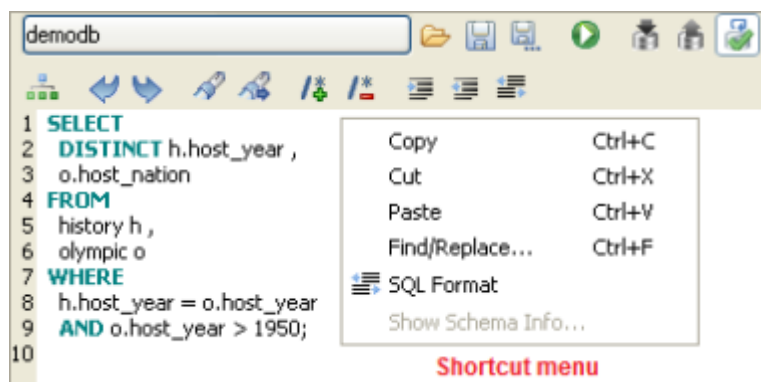 demodb
1 SELECT
2 DISTINCT h.host_year ,
3 o.host_nation
4 FROM
5 history h ,
6 olympic o
7 WHERE
8 h.host_year = o.host_year
9 AND o.host_year > 1950;
10
Copy Ctrl+C
Cut Ctrl+X
Paste Ctrl+V
Find/Replace... Ctrl+F
SQL Format
Show Schema Info...
Shortcut menu